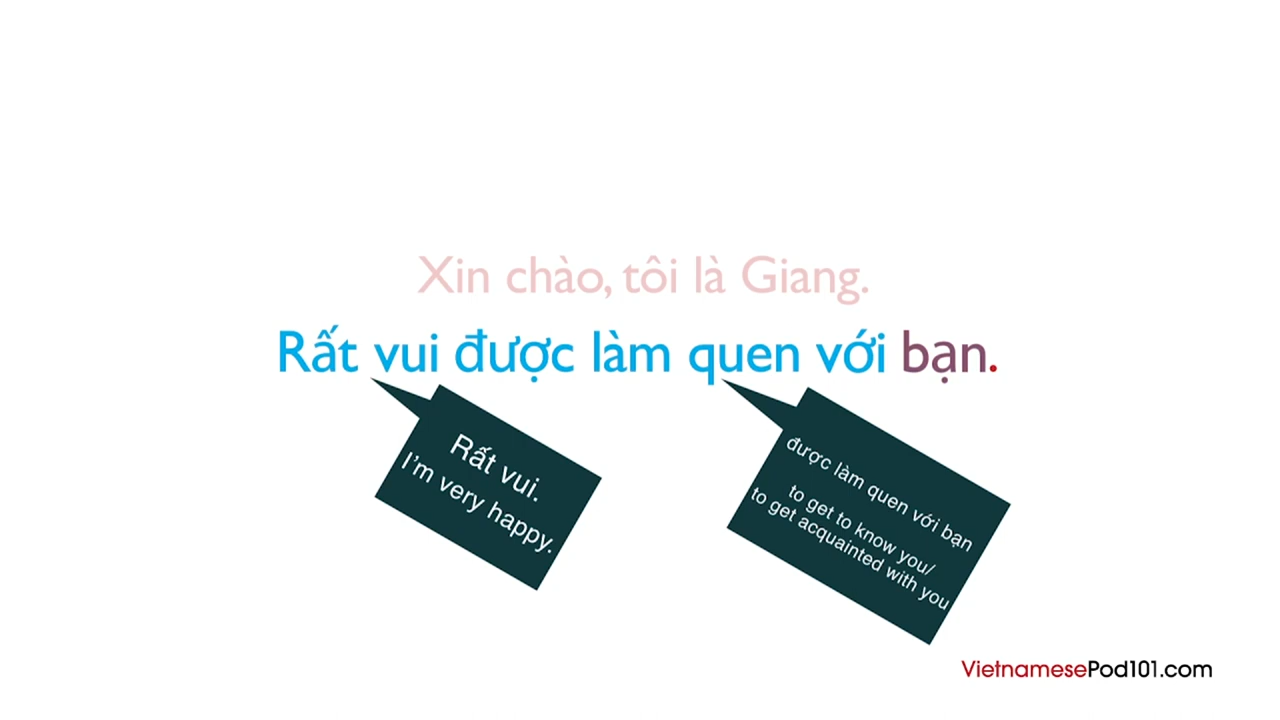 Xin chào, tôi là Giang.
Rất vui được làm quen với bạn.
Rất vui.
I'm very happy.
được làm quen với bạn
to get to know you/
to get acquainted with you
VietnamesePod101.com